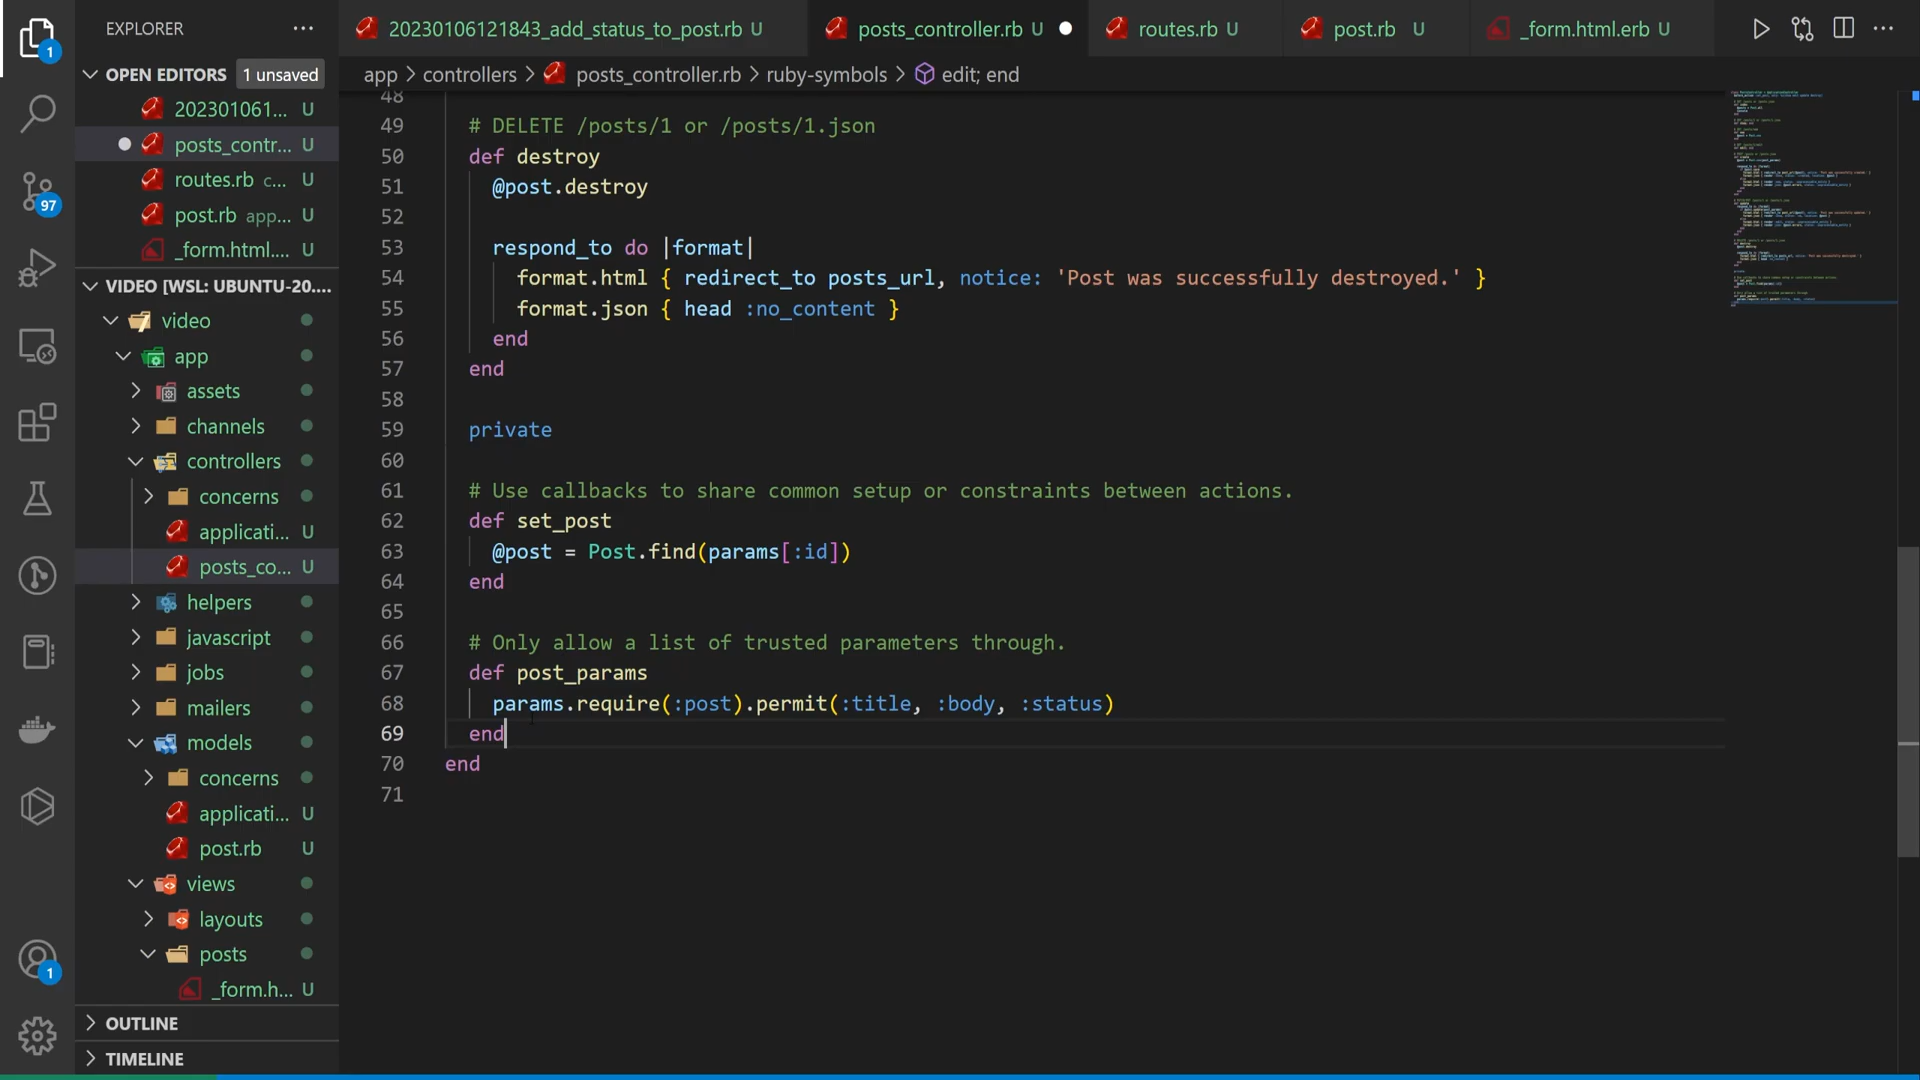 EXPLORER
20230106121843_add_status_to_post.rb U
posts_controller.rb U
routes.rb U
post.rb U
_form.html.erb U
OPEN EDITORS 1 unsaved
202301061... U
posts_contr... U
routes.rb c... U
post.rb app... U
_form.html.... U
VIDEO [WSL: UBUNTU-20....
video
app
assets
channels
controllers
concerns
applicati... U
posts_co... U
helpers
javascript
jobs
mailers
models
concerns
applicati... U
post.rb U
views
layouts
posts
_form.h... U
OUTLINE
TIMELINE
1
97
1
app > controllers > posts_controller.rb > ruby-symbols > edit; end
48
49 # DELETE /posts/1 or /posts/1.json
50 def destroy
51 @post.destroy
52
53 respond_to do |format|
54 format.html { redirect_to posts_url, notice: 'Post was successfully destroyed.' }
55 format.json { head :no_content }
56 end
57 end
58
59 private
60
61 # Use callbacks to share common setup or constraints between actions.
62 def set_post
63 @post = Post.find(params[:id])
64 end
65
66 # Only allow a list of trusted parameters through.
67 def post_params
68 params.require(:post).permit(:title, :body, :status)
69 end
70 end
71